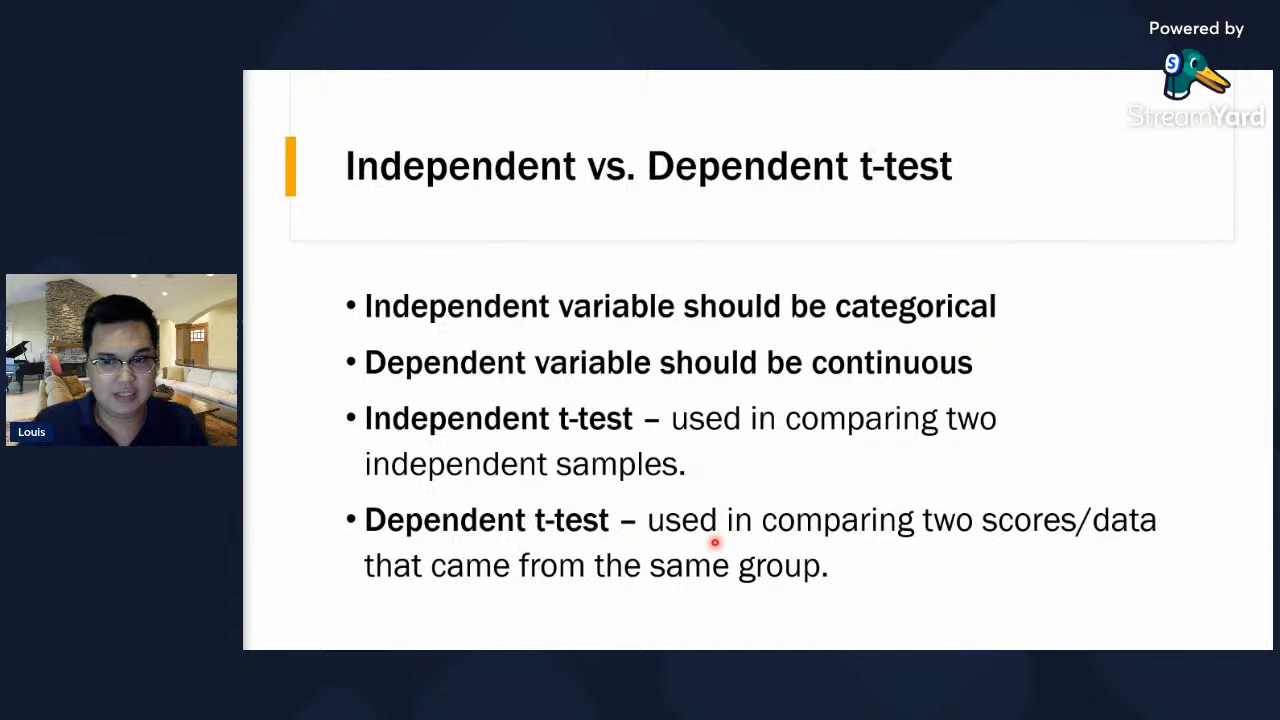 Powered by
S
StreamYard
Independent vs. Dependent t-test
• Independent variable should be categorical
• Dependent variable should be continuous
• Independent t-test – used in comparing two
independent samples.
• Dependent t-test – used in comparing two scores/data
that came from the same group.
Louis